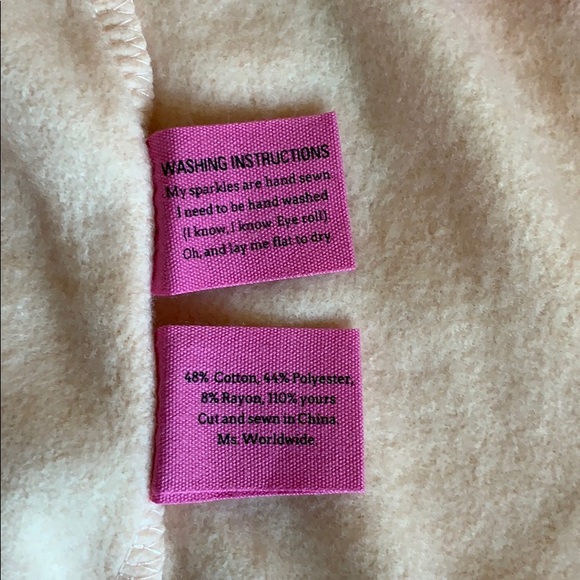 WASHING INSTRUCTIONS
My sparkles are hand sewn
I need to be hand washed
(I know, I know Eye roll).
Oh, and lay me flat to dry
48% Cotton, 44% Polyester,
8% Rayon, 110% yours
Cut and sewn in China.
Ms. Worldwide.